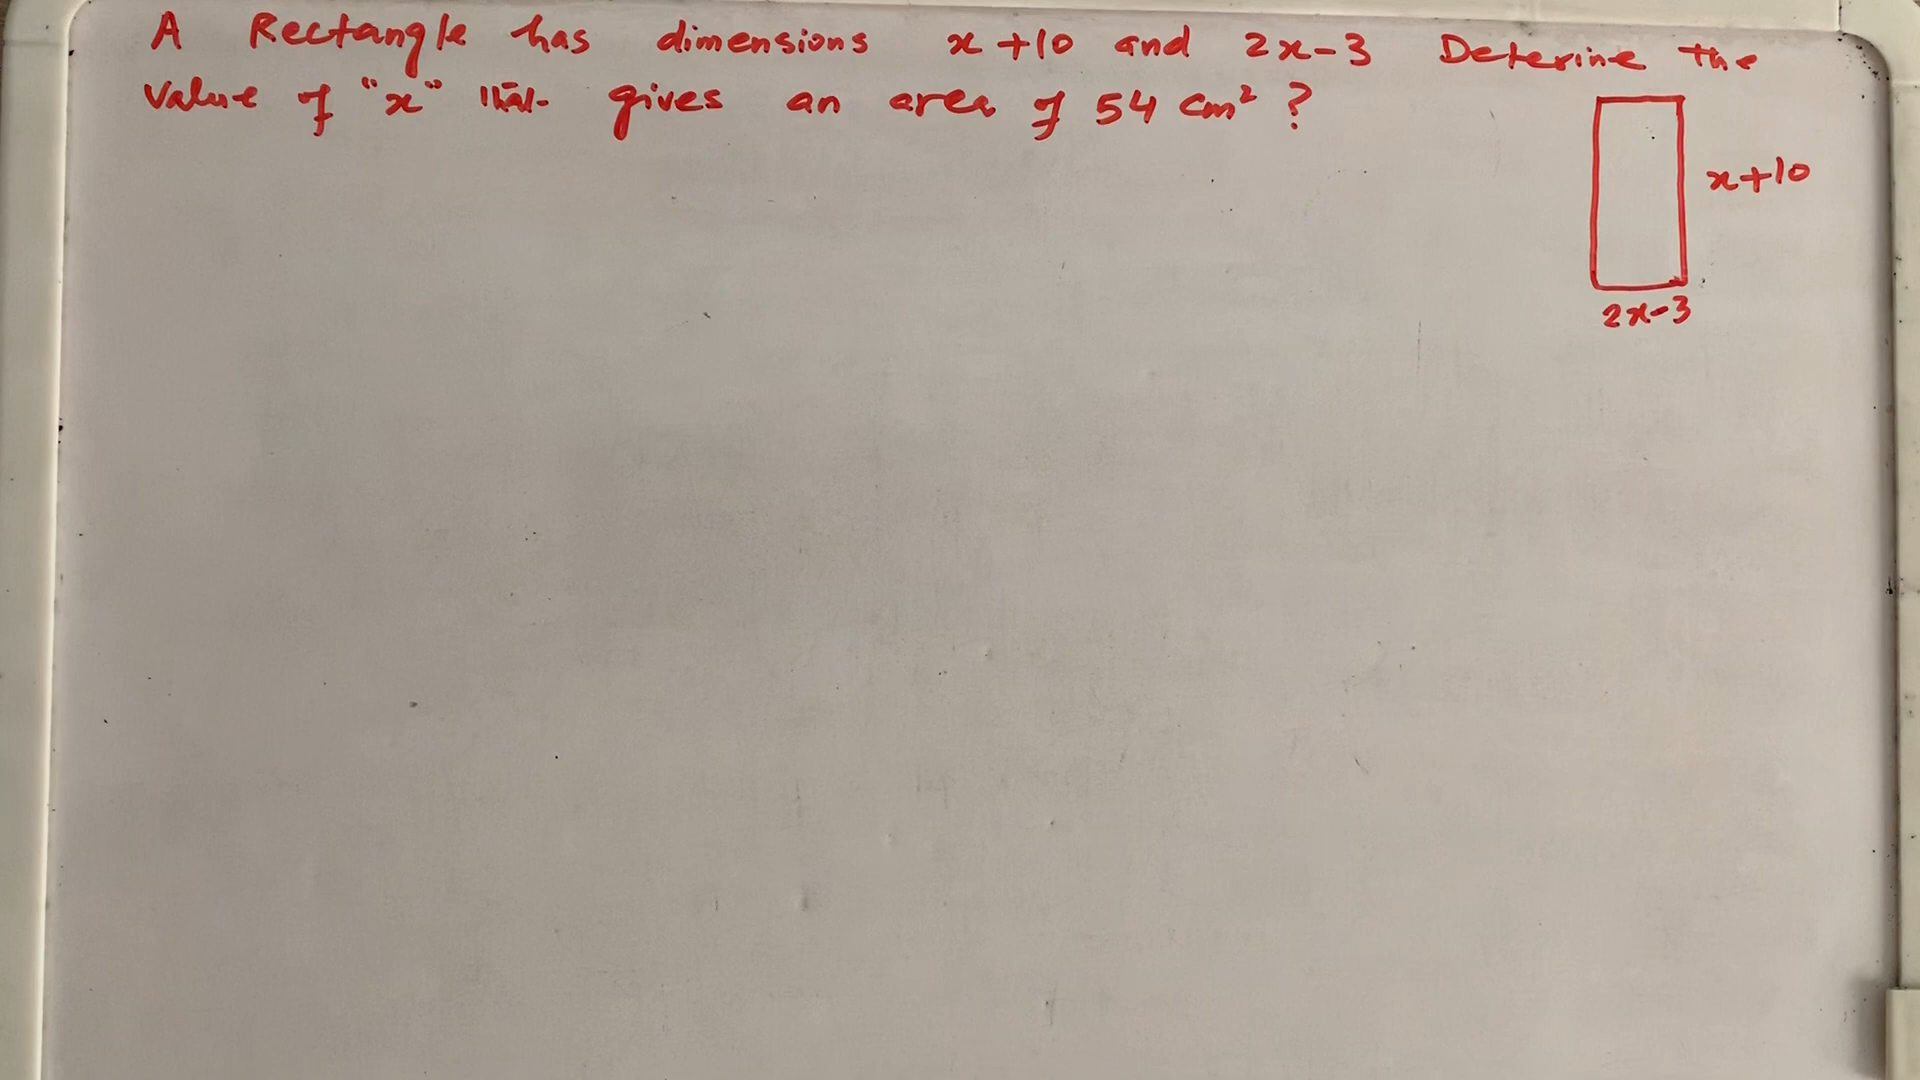 A Rectangle has dimensions x+10 and 2x-3 Deterine the
value of "x" that gives an area of 54 cm² ?
x+10
2x-3